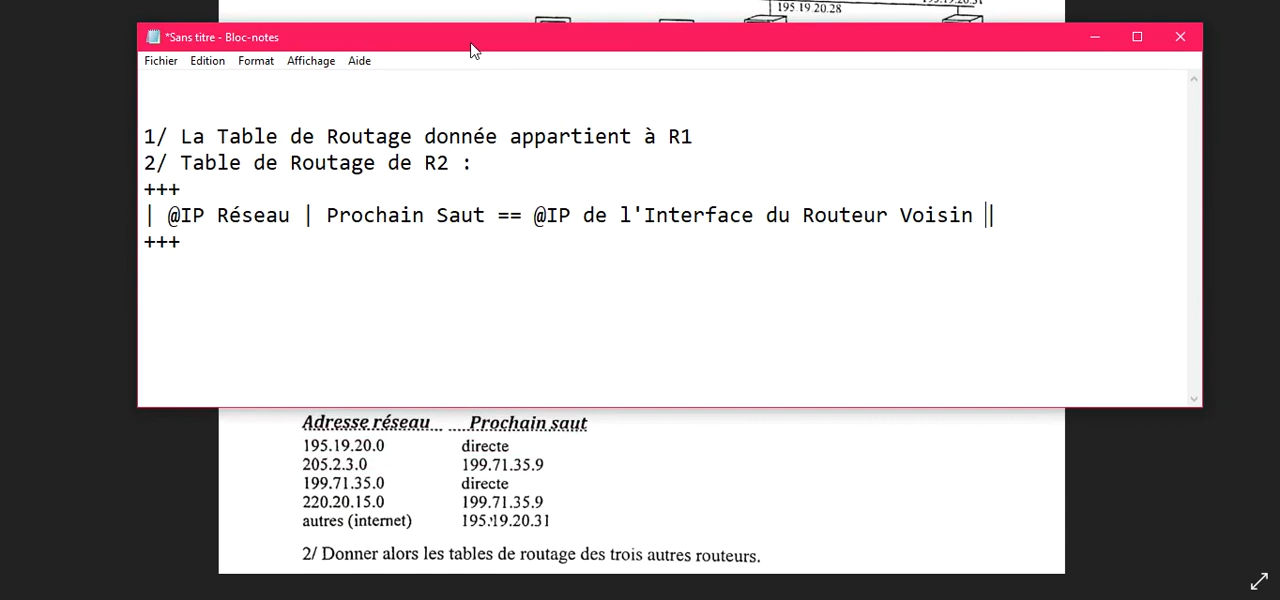 195 19.20.28
*Sans titre - Bloc-notes
Fichier Edition Format Affichage Aide
1/ La Table de Routage donnée appartient à R1
2/ Table de Routage de R2 :
+++
| @IP Réseau | Prochain Saut == @IP de l'Interface du Routeur Voisin |
+++
Adresse réseau... ....Prochain saut
195.19.20.0 directe
205.2.3.0 199.71.35.9
199.71.35.0 directe
220.20.15.0 199.71.35.9
autres (internet) 195.19.20.31
2/ Donner alors les tables de routage des trois autres routeurs.